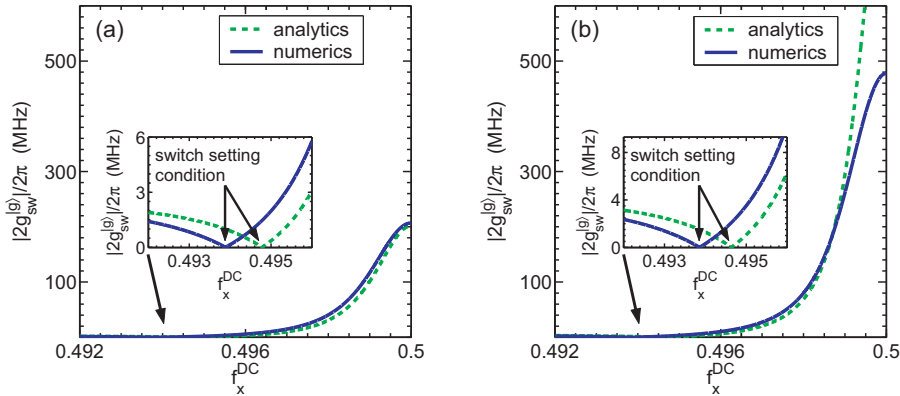 (a)
analytics
numerics
500
300
100
|2g_sw^|g⟩|/2π (MHz)
6
3
0
|2g_sw^|g⟩|/2π (MHz)
switch setting
condition
0.493
0.495
f_x^DC
0.492
0.496
0.5
f_x^DC
(b)
analytics
numerics
500
300
100
|2g_sw^|g⟩|/2π (MHz)
8
4
0
|2g_sw^|g⟩|/2π (MHz)
switch setting
condition
0.493
0.495
f_x^DC
0.492
0.496
0.5
f_x^DC